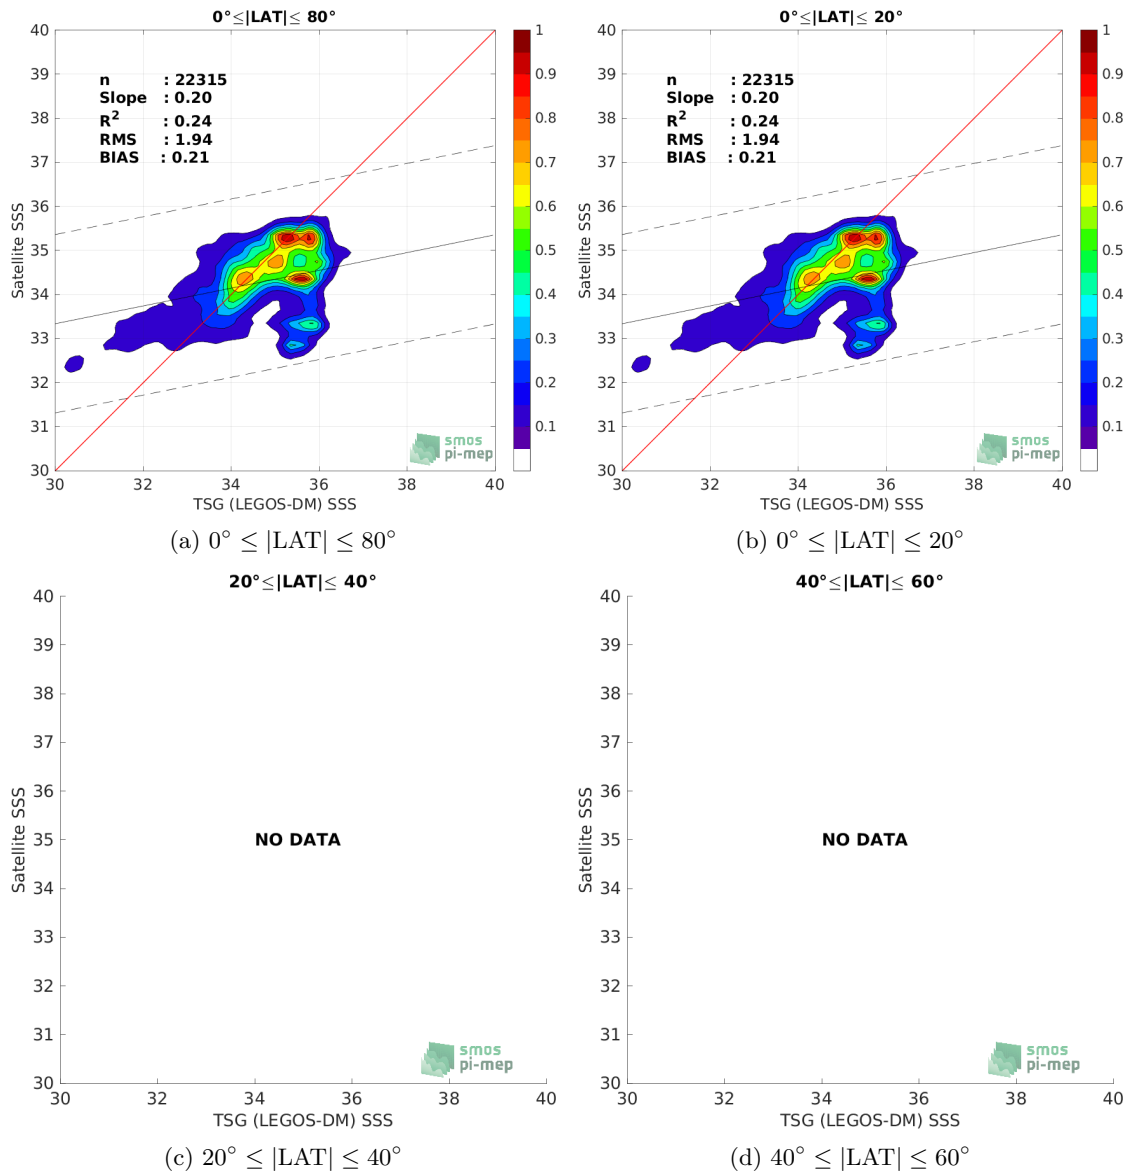 0°≤|LAT|≤ 80°
40
39
38
37
36
35
34
33
32
31
30
Satellite SSS
n : 22315
Slope : 0.20
R2 : 0.24
RMS : 1.94
BIAS : 0.21
smos
pi-mep
30 32 34 36 38 40
TSG (LEGOS-DM) SSS
1
0.9
0.8
0.7
0.6
0.5
0.4
0.3
0.2
0.1
(a) 0° ≤ |LAT| ≤ 80°
0°≤|LAT|≤ 20°
40
39
38
37
36
35
34
33
32
31
30
Satellite SSS
n : 22315
Slope : 0.20
R2 : 0.24
RMS : 1.94
BIAS : 0.21
smos
pi-mep
30 32 34 36 38 40
TSG (LEGOS-DM) SSS
1
0.9
0.8
0.7
0.6
0.5
0.4
0.3
0.2
0.1
(b) 0° ≤ |LAT| ≤ 20°
20°≤|LAT|≤ 40°
40
39
38
37
36
35
34
33
32
31
30
Satellite SSS
NO DATA
smos
pi-mep
30 32 34 36 38 40
TSG (LEGOS-DM) SSS
(c) 20° ≤ |LAT| ≤ 40°
40°≤|LAT|≤ 60°
40
39
38
37
36
35
34
33
32
31
30
Satellite SSS
NO DATA
smos
pi-mep
30 32 34 36 38 40
TSG (LEGOS-DM) SSS
(d) 40° ≤ |LAT| ≤ 60°